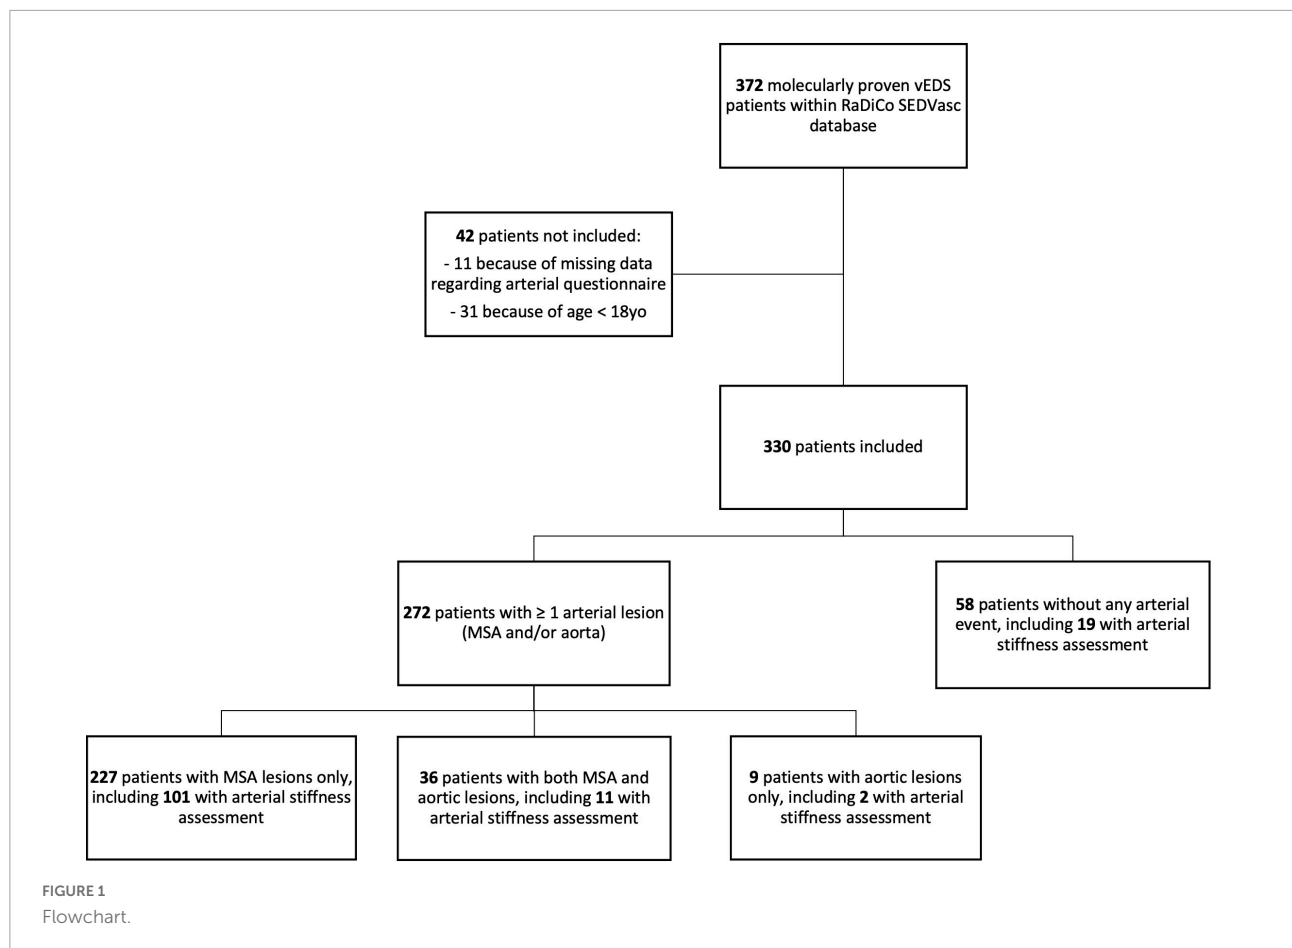 372 molecularly proven vEDS
patients within RaDiCo SEDVasc
database
42 patients not included:
- 11 because of missing data
regarding arterial questionnaire
- 31 because of age < 18yo
330 patients included
272 patients with ≥ 1 arterial lesion
(MSA and/or aorta)
58 patients without any arterial
event, including 19 with arterial
stiffness assessment
227 patients with MSA lesions only,
including 101 with arterial stiffness
assessment
36 patients with both MSA and
aortic lesions, including 11 with
arterial stiffness assessment
9 patients with aortic lesions
only, including 2 with arterial
stiffness assessment
FIGURE 1
Flowchart.